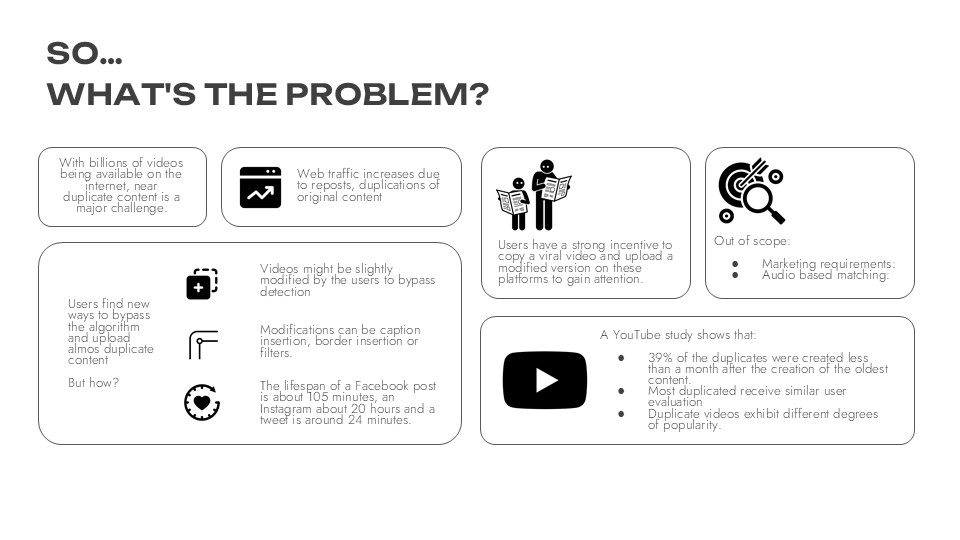 SO...
WHAT'S THE PROBLEM?
With billions of videos
being available on the
internet, near
duplicate content is a
major challenge.
Web traffic increases due
to reposts, duplications of
original content
Users have a strong incentive to
copy a viral video and upload a
modified version on these
platforms to gain attention.
Out of scope:
● Marketing requirements:
● Audio based matching:
Users find new
ways to bypass
the algorithm
and upload
almos duplicate
content
But how?
Videos might be slightly
modified by the users to bypass
detection
Modifications can be caption
insertion, border insertion or
filters.
The lifespan of a Facebook post
is about 105 minutes, an
Instagram about 20 hours and a
tweet is around 24 minutes.
A YouTube study shows that:
● 39% of the duplicates were created less
than a month after the creation of the oldest
content.
● Most duplicated receive similar user
evaluation
● Duplicate videos exhibit different degrees
of popularity.